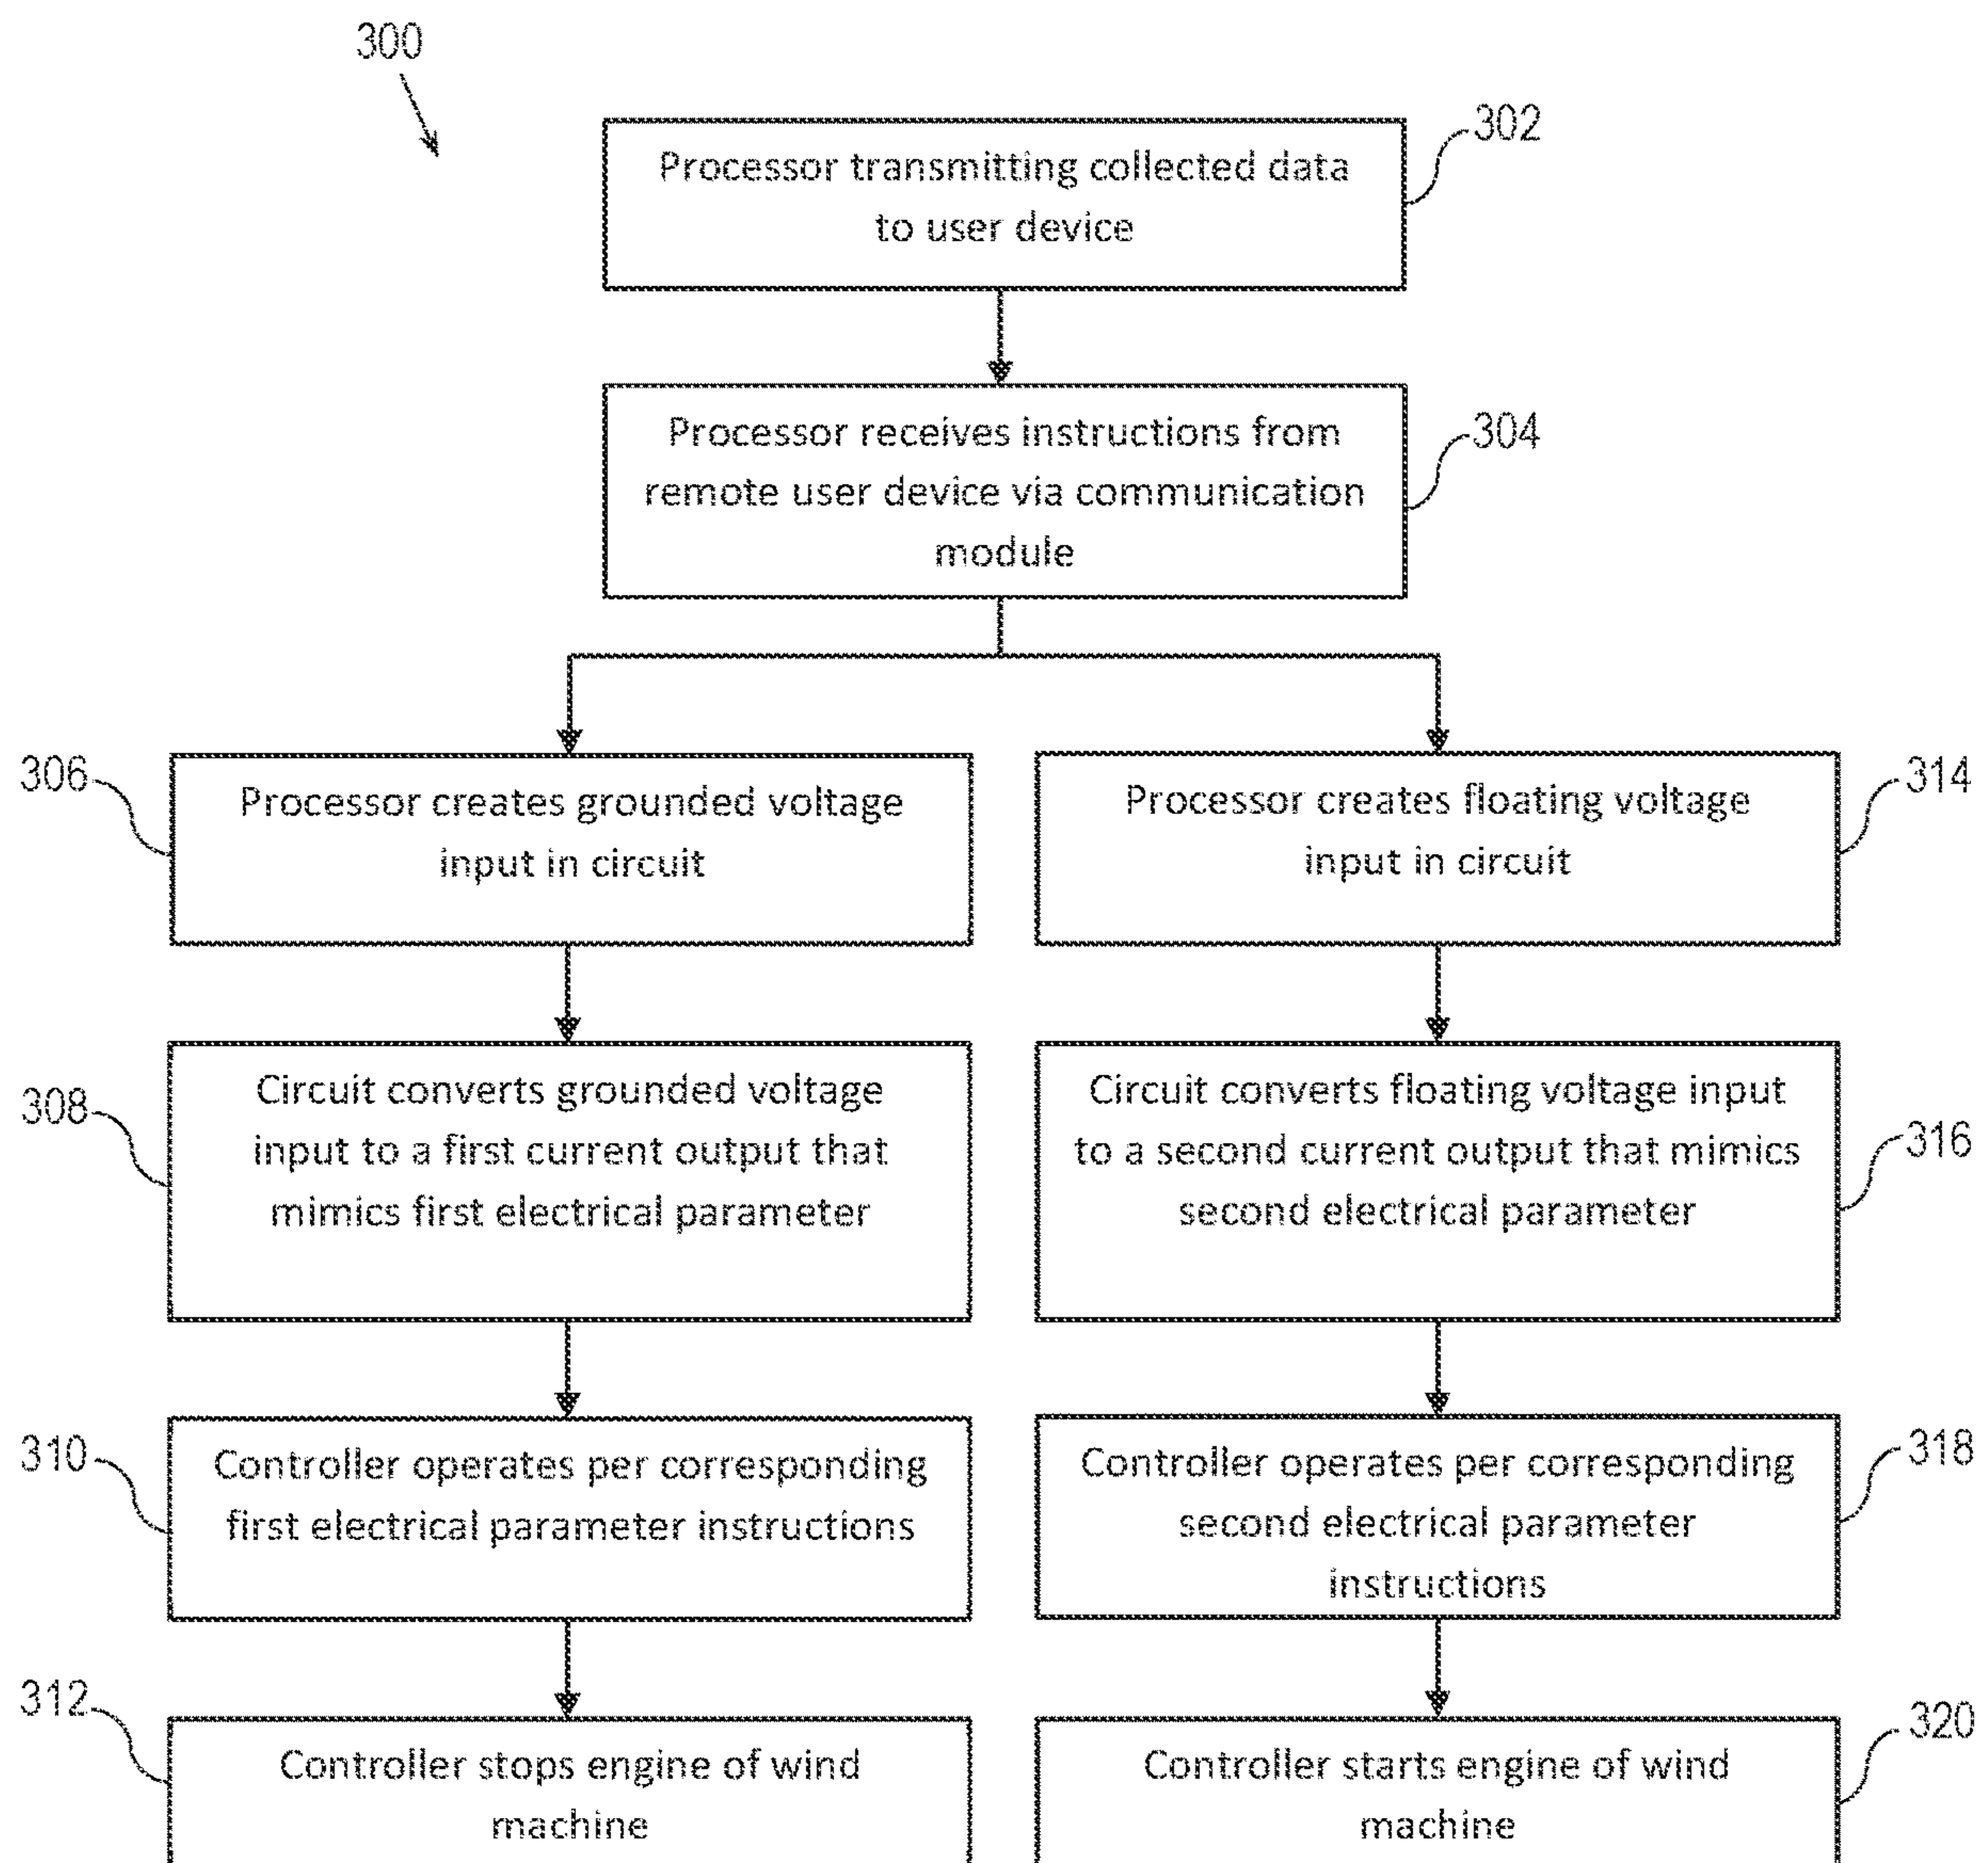 300
302
Processor transmitting collected data
to user device
304
Processor receives instructions from
remote user device via communication
module
306
Processor creates grounded voltage
input in circuit
314
Processor creates floating voltage
input in circuit
308
Circuit converts grounded voltage
input to a first current output that
mimics first electrical parameter
316
Circuit converts floating voltage input
to a second current output that mimics
second electrical parameter
310
Controller operates per corresponding
first electrical parameter instructions
318
Controller operates per corresponding
second electrical parameter
instructions
312
Controller stops engine of wind
machine
320
Controller starts engine of wind
machine